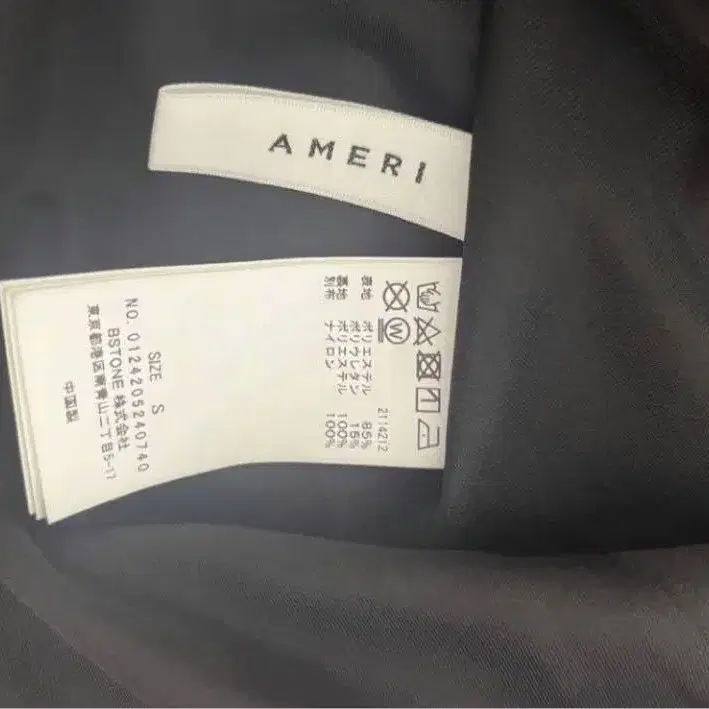 AMERI
2114212
表地 ポリエステル 85%
ポリウレタン 15%
裏地 ポリエステル 100%
別布 ナイロン 100%
SIZE S
NO. 0124205240740
BSTONE 株式会社
東京都港区南青山二丁目5-17
中国製